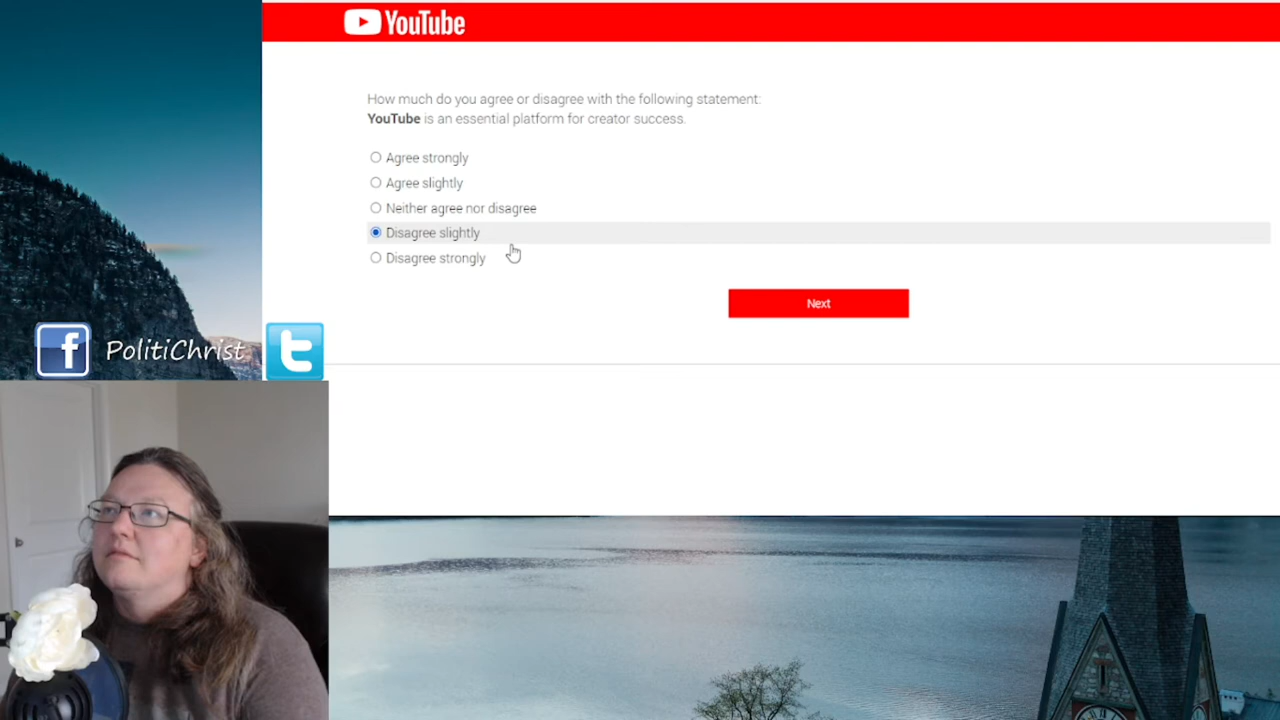 YouTube
How much do you agree or disagree with the following statement:
YouTube is an essential platform for creator success.
Agree strongly
Agree slightly
Neither agree nor disagree
Disagree slightly
Disagree strongly
Next
f PolitiChrist t